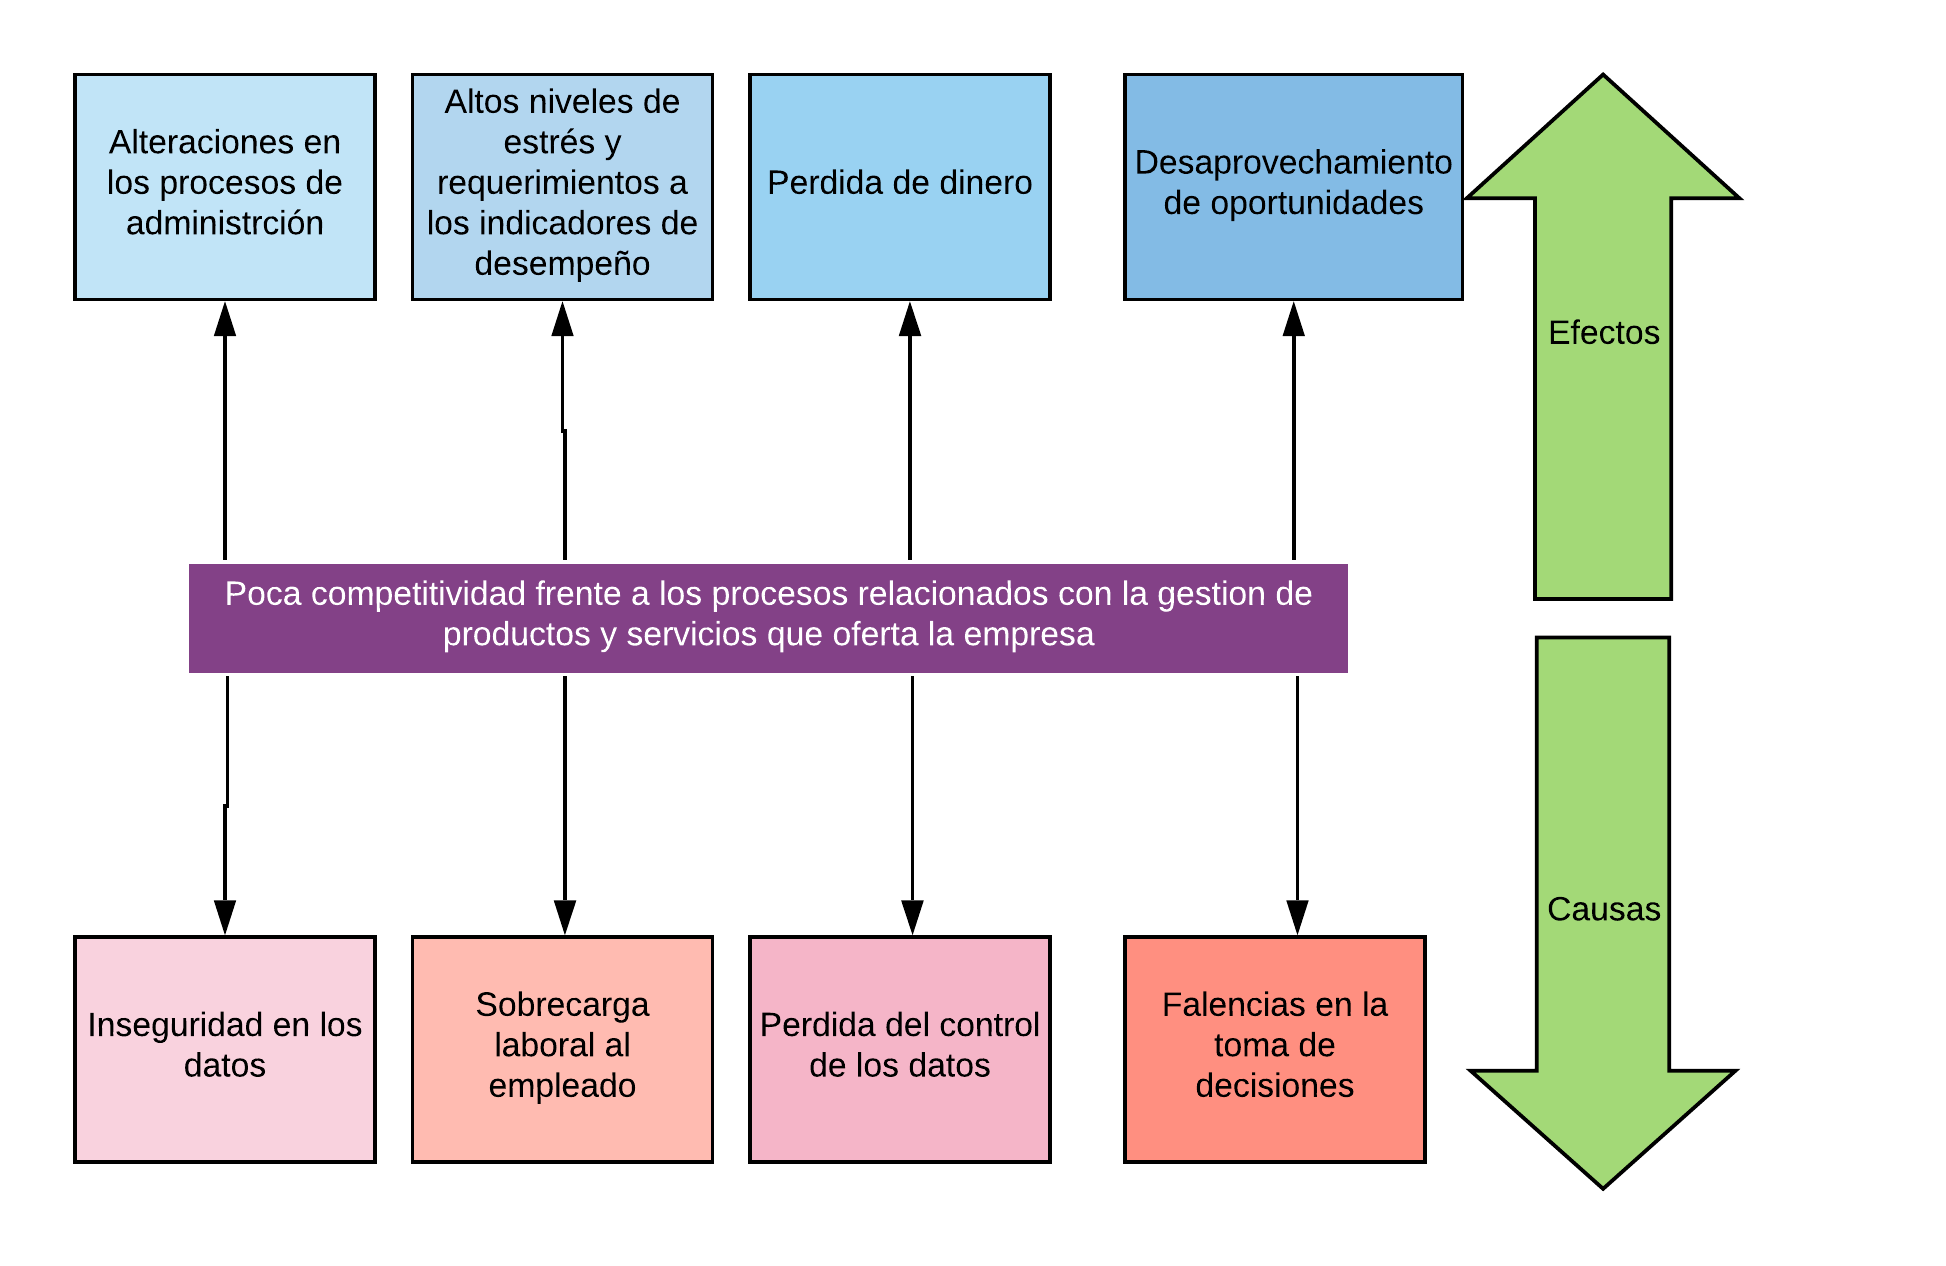 Alteraciones en
los procesos de
administrción
Altos niveles de
estrés y
requerimientos a
los indicadores de
desempeño
Perdida de dinero
Desaprovechamiento
de oportunidades
Efectos
Poca competitividad frente a los procesos relacionados con la gestion de
productos y servicios que oferta la empresa
Causas
Inseguridad en los
datos
Sobrecarga
laboral al
empleado
Perdida del control
de los datos
Falencias en la
toma de
decisiones